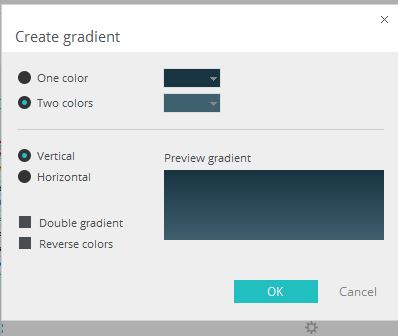 Create gradient
One color
Two colors
Vertical
Preview gradient
Horizontal
Double gradient
Reverse colors
OK Cancel